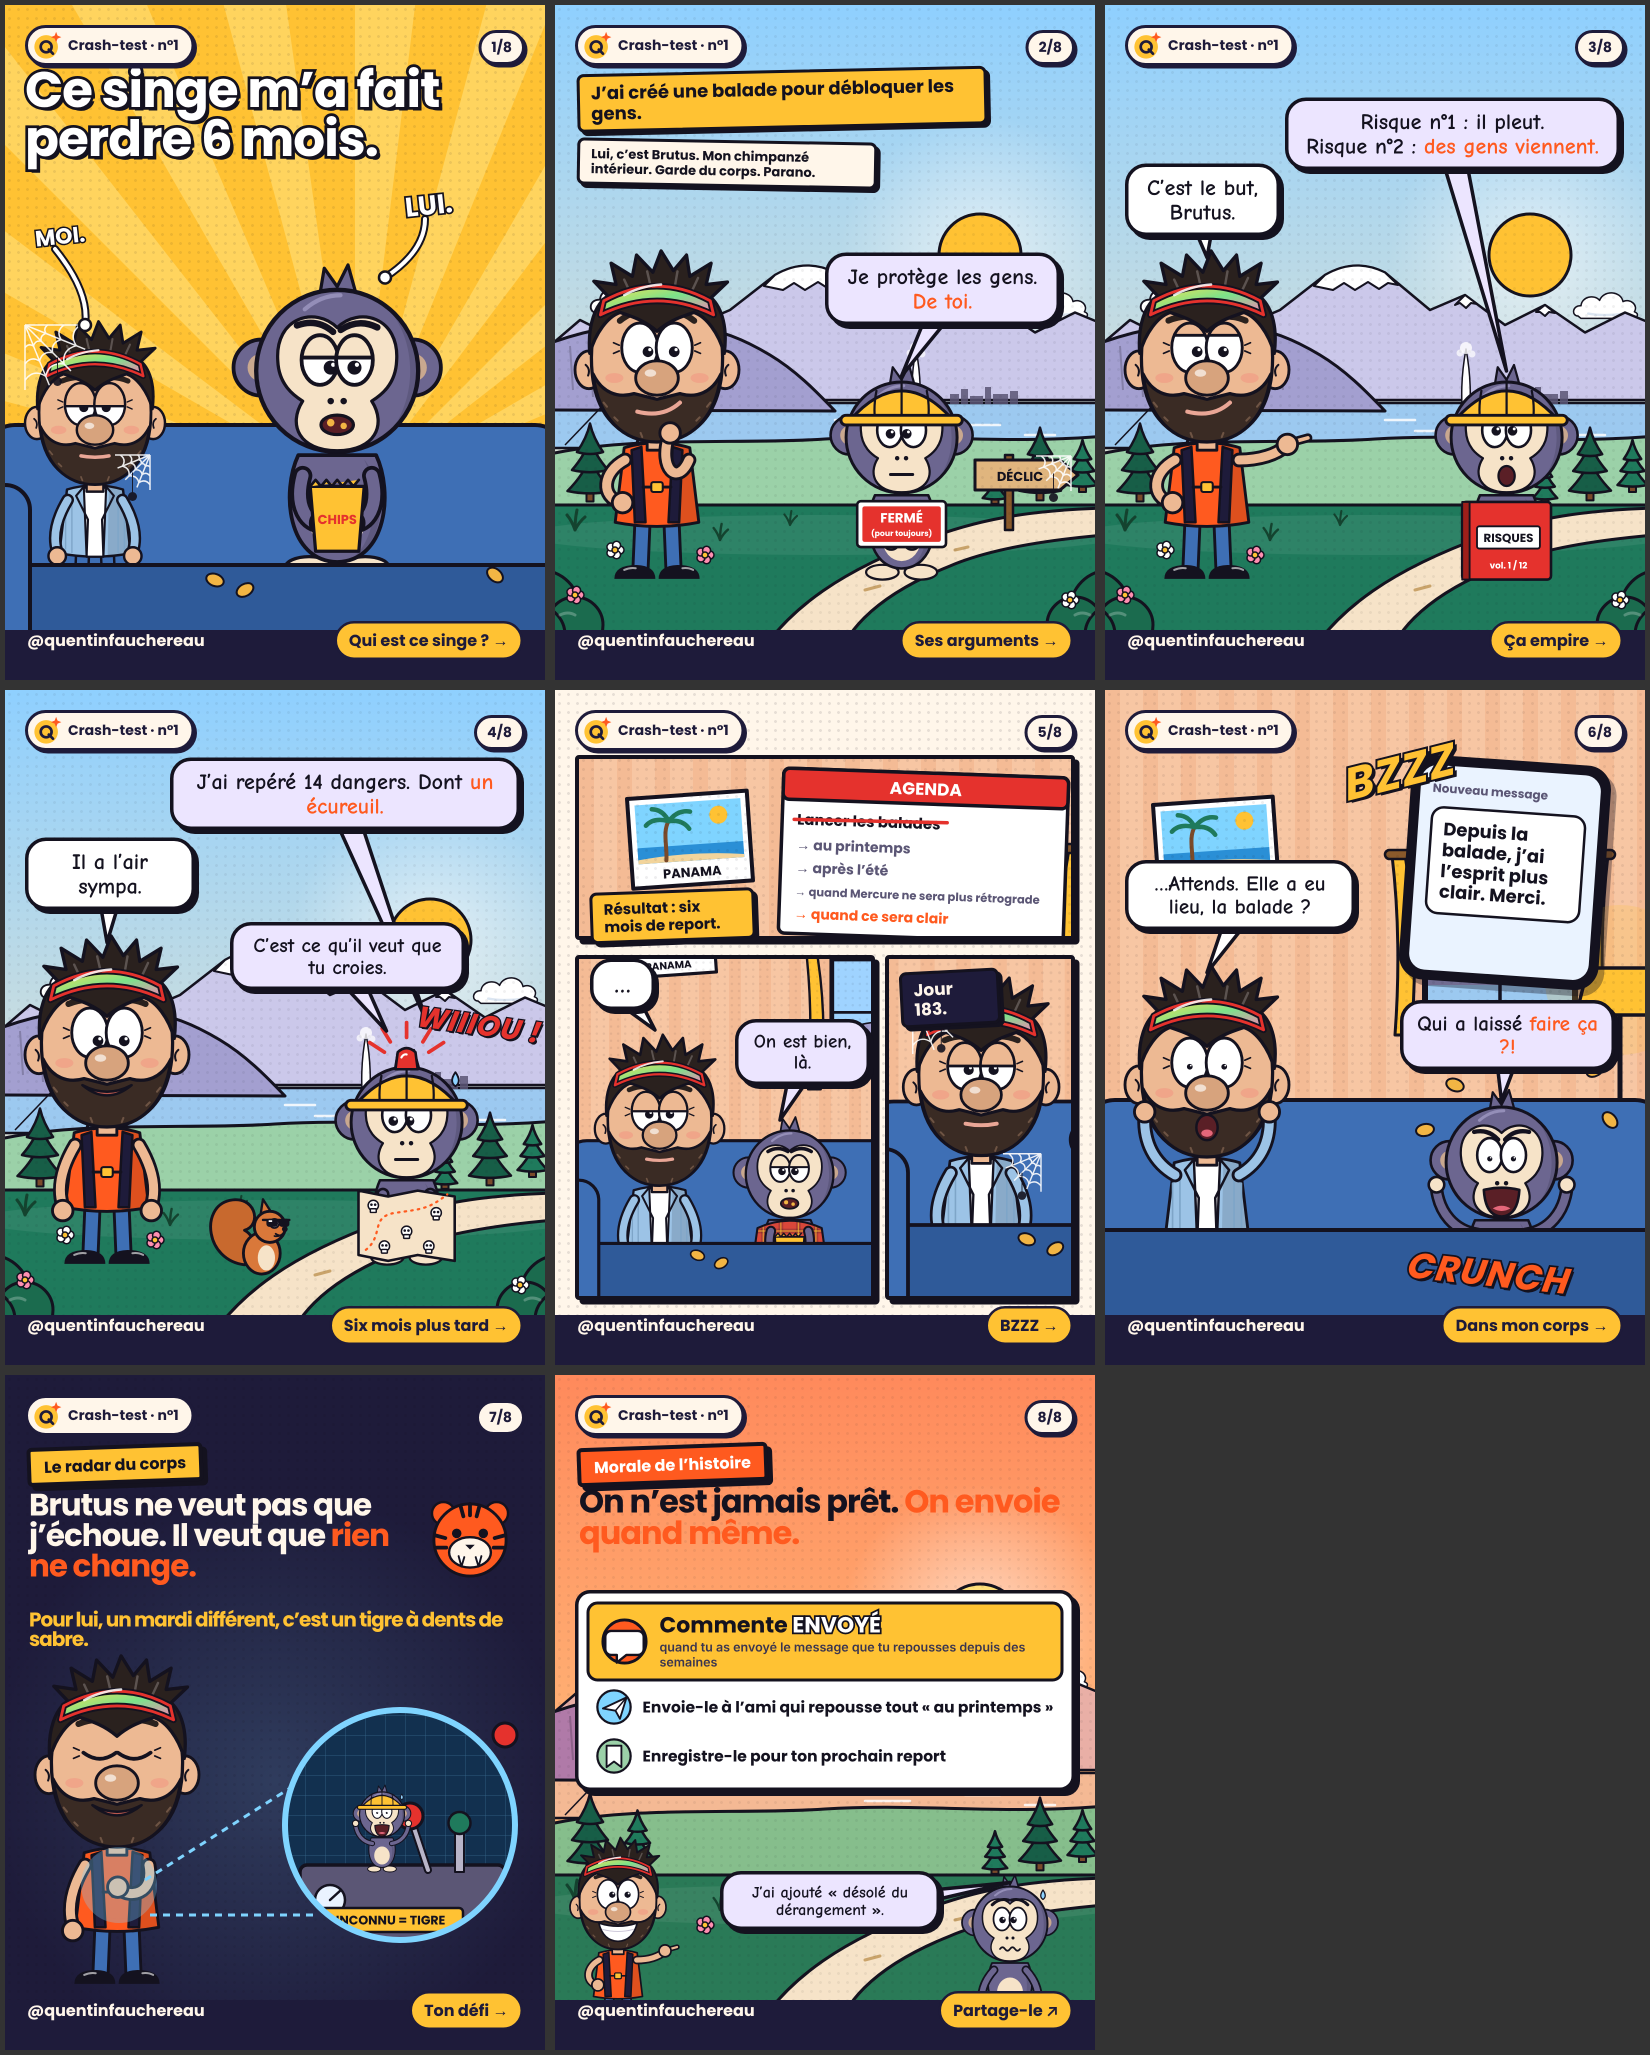 Crash-test · n°1
1/8
Ce singe m'a fait
perdre 6 mois.
MOI.
LUI.
CHIPS
@quentinfauchereau
Qui est ce singe ? →
Crash-test · n°1
2/8
J'ai créé une balade pour débloquer les
gens.
Lui, c'est Brutus. Mon chimpanzé
intérieur. Garde du corps. Parano.
Je protège les gens.
De toi.
DÉCLIC
FERMÉ
(pour toujours)
@quentinfauchereau
Ses arguments →
Crash-test · n°1
3/8
Risque n°1 : il pleut.
Risque n°2 : des gens viennent.
C'est le but,
Brutus.
RISQUES
vol. 1 / 12
@quentinfauchereau
Ça empire →
Crash-test · n°1
4/8
J'ai repéré 14 dangers. Dont un
écureuil.
Il a l'air
sympa.
C'est ce qu'il veut que
tu croies.
WIIIOU !
@quentinfauchereau
Six mois plus tard →
Crash-test · n°1
5/8
AGENDA
Lancer les balades
→ au printemps
→ après l'été
→ quand Mercure ne sera plus rétrograde
→ quand ce sera clair
PANAMA
Résultat : six
mois de report.
PANAMA
...
On est bien,
là.
Jour
183.
@quentinfauchereau
BZZZ →
Crash-test · n°1
6/8
BZZZ
Nouveau message
Depuis la
balade, j'ai
l'esprit plus
clair. Merci.
...Attends. Elle a eu
lieu, la balade ?
Qui a laissé faire ça
?!
CRUNCH
@quentinfauchereau
Dans mon corps →
Crash-test · n°1
7/8
Le radar du corps
Brutus ne veut pas que
j'échoue. Il veut que rien
ne change.
Pour lui, un mardi différent, c'est un tigre à dents de
sabre.
INCONNU = TIGRE
@quentinfauchereau
Ton défi →
Crash-test · n°1
8/8
Morale de l'histoire
On n'est jamais prêt. On envoie
quand même.
Commente ENVOYÉ
quand tu as envoyé le message que tu repousses depuis des
semaines
Envoie-le à l'ami qui repousse tout « au printemps »
Enregistre-le pour ton prochain report
J'ai ajouté « désolé du
dérangement ».
@quentinfauchereau
Partage-le ↗